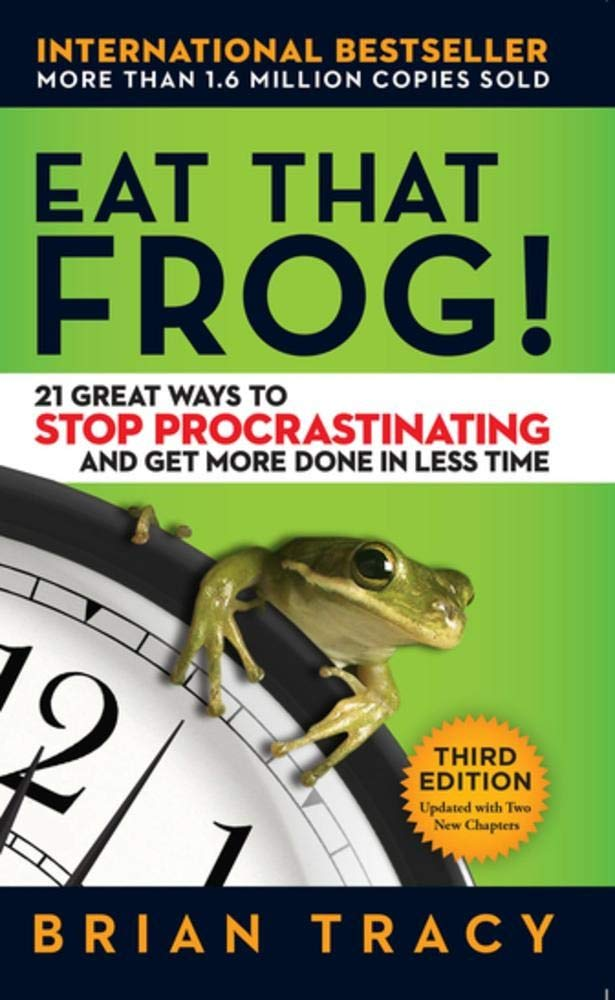 INTERNATIONAL BESTSELLER
MORE THAN 1.6 MILLION COPIES SOLD
EAT THAT
FROG!
21 GREAT WAYS TO
STOP PROCRASTINATING
AND GET MORE DONE IN LESS TIME
12
1
THIRD
EDITION
Updated with Two
New Chapters
BRIAN TRACY